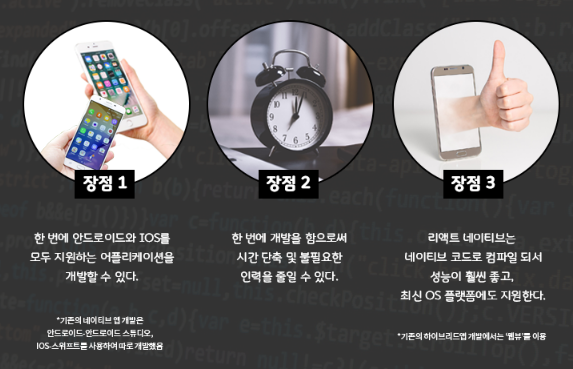 장점 1
한 번에 안드로이드와 IOS를
모두 지원하는 어플리케이션을
개발할 수 있다.
*기존의 네이티브 앱 개발은
안드로이드-안드로이드 스튜디오,
IOS-스위프트를 사용하여 따로 개발했음
장점 2
한 번에 개발을 함으로써
시간 단축 및 불필요한
인력을 줄일 수 있다.
장점 3
리액트 네이티브는
네이티브 코드로 컴파일 되서
성능이 훨씬 좋고,
최신 OS 플랫폼에도 지원한다.
*기존의 하이브리드앱 개발에서는 '웹뷰'를 이용